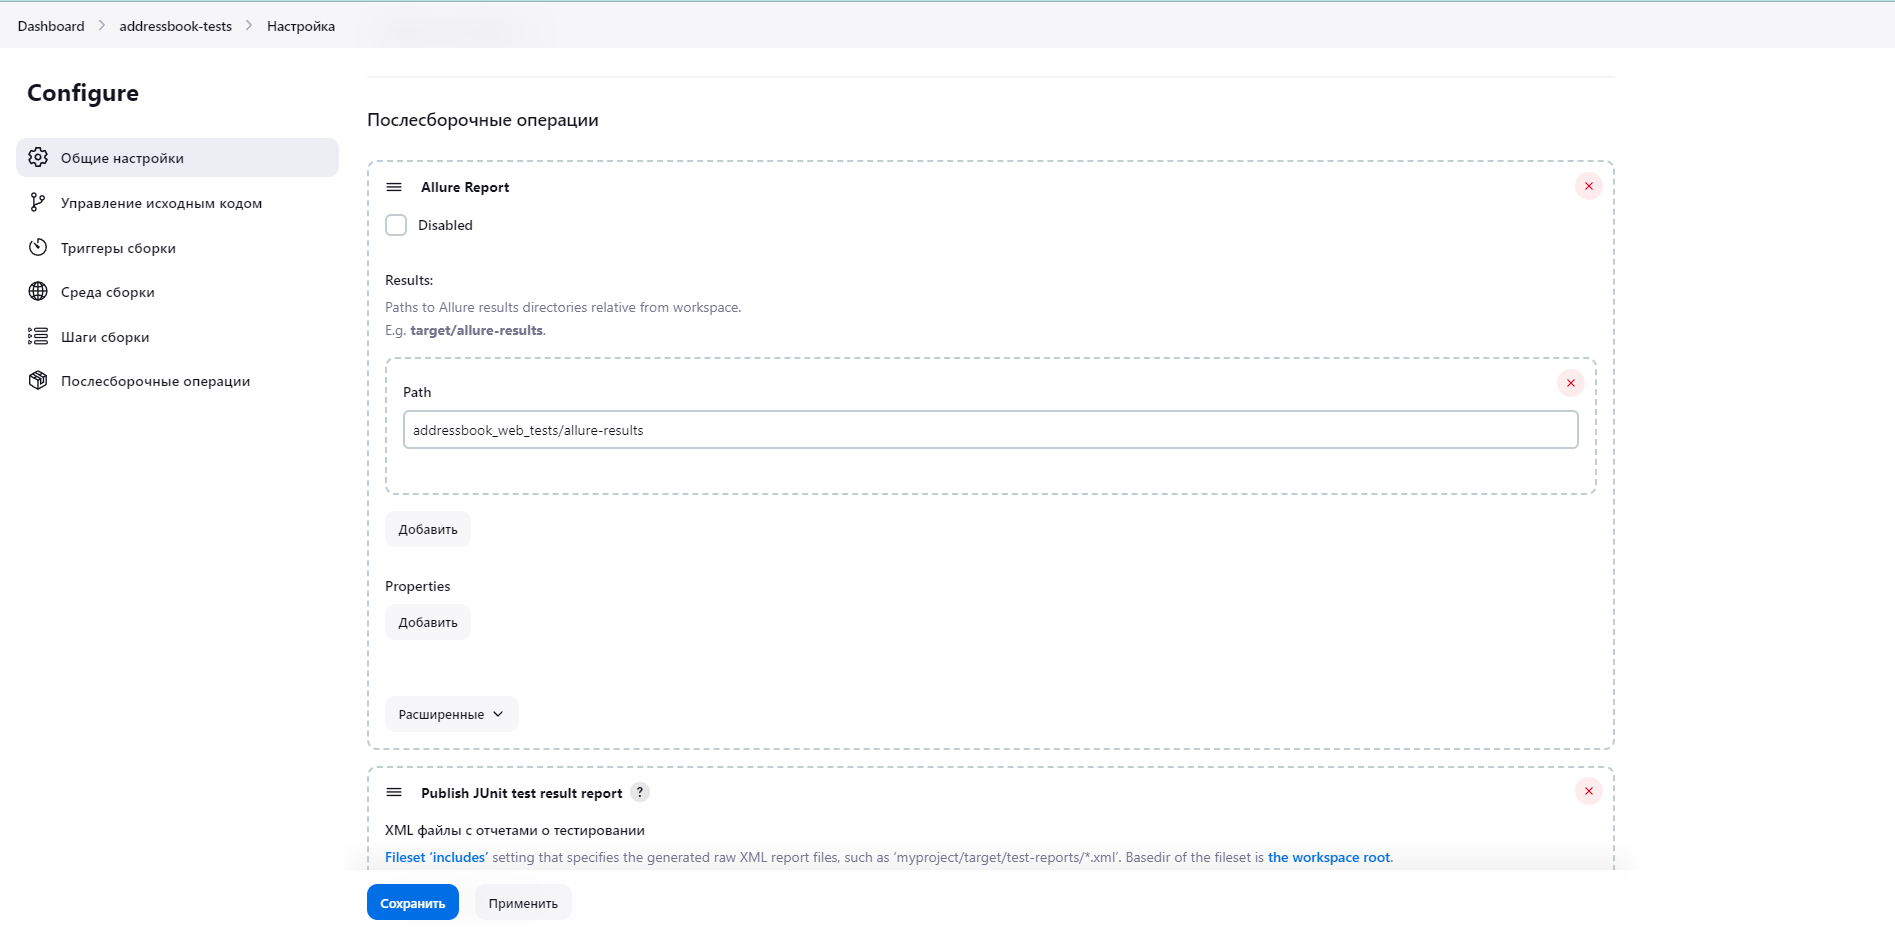 Dashboard
addressbook-tests
Настройка
Configure
Общие настройки
Управление исходным кодом
Триггеры сборки
Среда сборки
Шаги сборки
Послесборочные операции
Послесборочные операции
Allure Report
Disabled
Results:
Paths to Allure results directories relative from workspace.
E.g. target/allure-results.
Path
addressbook_web_tests/allure-results
Добавить
Properties
Добавить
Расширенные
Publish JUnit test result report ?
XML файлы с отчетами о тестировании
Fileset ‘includes’ setting that specifies the generated raw XML report files, such as ‘myproject/target/test-reports/*.xml’. Basedir of the fileset is the workspace root.
Сохранить
Применить